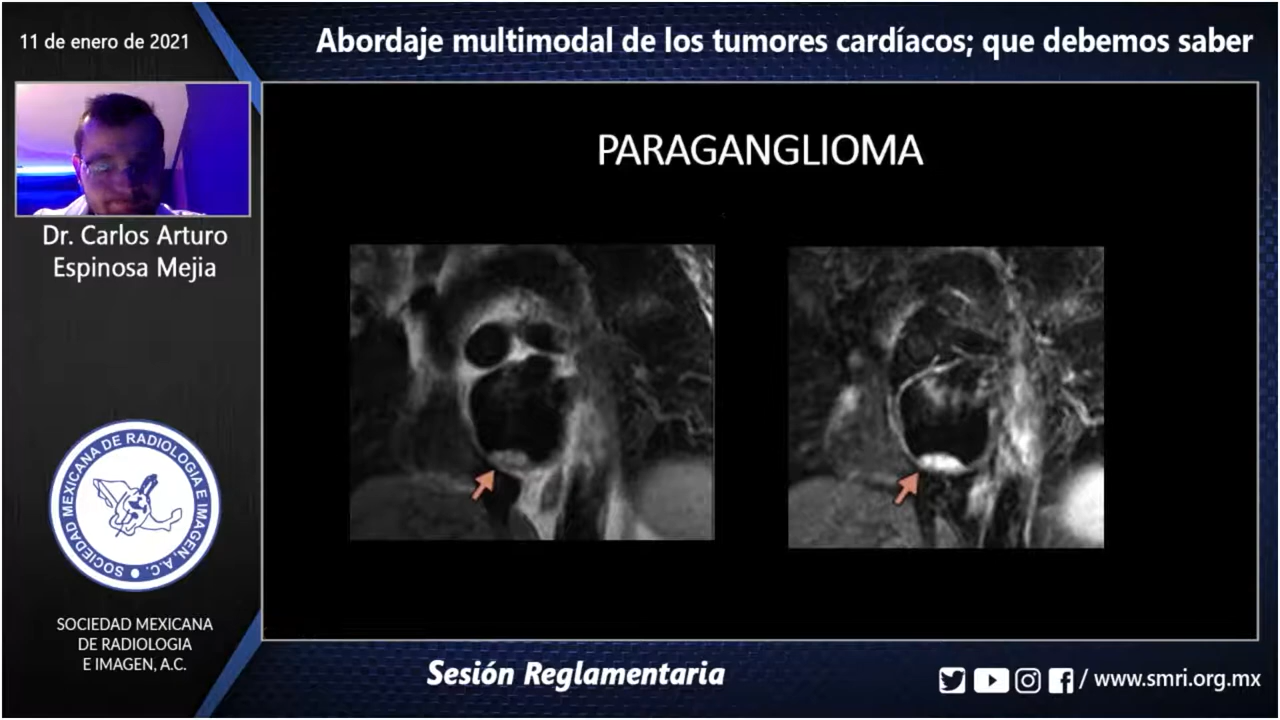 11 de enero de 2021
Abordaje multimodal de los tumores cardíacos; que debemos saber
PARAGANGLIOMA
Dr. Carlos Arturo
Espinosa Mejia
SOCIEDAD MEXICANA DE RADIOLOGIA E IMAGEN, A.C.
SOCIEDAD MEXICANA
DE RADIOLOGIA
E IMAGEN, A.C.
Sesión Reglamentaria
/ www.smri.org.mx